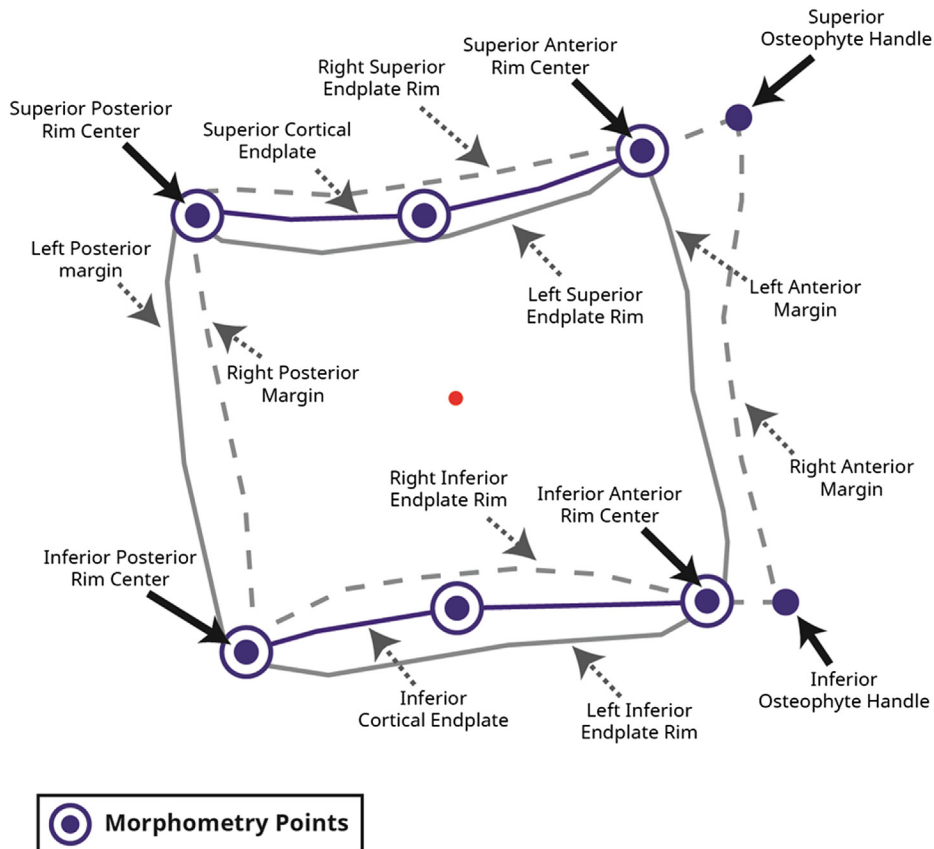 Superior
Osteophyte Handle
Superior Anterior
Rim Center
Right Superior
Endplate Rim
Superior Posterior
Rim Center
Superior Cortical
Endplate
Left Posterior
margin
Left Superior
Endplate Rim
Left Anterior
Margin
Right Posterior
Margin
Right Inferior
Endplate Rim
Inferior Anterior
Rim Center
Right Anterior
Margin
Inferior Posterior
Rim Center
Inferior
Cortical Endplate
Left Inferior
Endplate Rim
Inferior
Osteophyte Handle
Morphometry Points